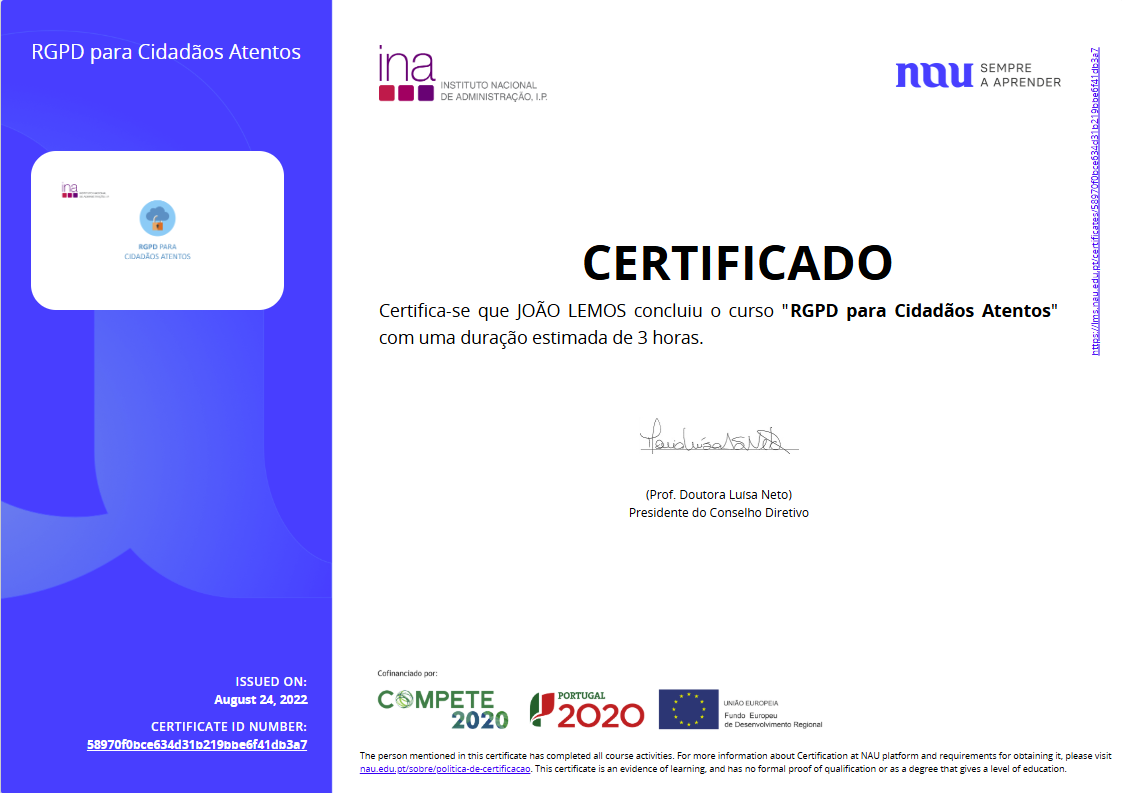 RGPD para Cidadãos Atentos
ina
RGPD PARA
CIDADÃOS ATENTOS
ISSUED ON:
August 24, 2022
CERTIFICATE ID NUMBER:
58970f0bce634d31b219bbe6f41db3a7
ina
INSTITUTO NACIONAL
DE ADMINISTRAÇÃO, I.P.
nau SEMPRE
A APRENDER
https://lms.nau.edu.pt/certificates/58970f0bce634d31b219bbe6f41db3a7
CERTIFICADO
Certifica-se que JOÃO LEMOS concluiu o curso "RGPD para Cidadãos Atentos"
com uma duração estimada de 3 horas.
(Prof. Doutora Luísa Neto)
Presidente do Conselho Diretivo
Cofinanciado por:
COMPETE
2020
PORTUGAL
2020
UNIÃO EUROPEIA
Fundo Europeu
de Desenvolvimento Regional
The person mentioned in this certificate has completed all course activities. For more information about Certification at NAU platform and requirements for obtaining it, please visit
nau.edu.pt/sobre/politica-de-certificacao. This certificate is an evidence of learning, and has no formal proof of qualification or as a degree that gives a level of education.